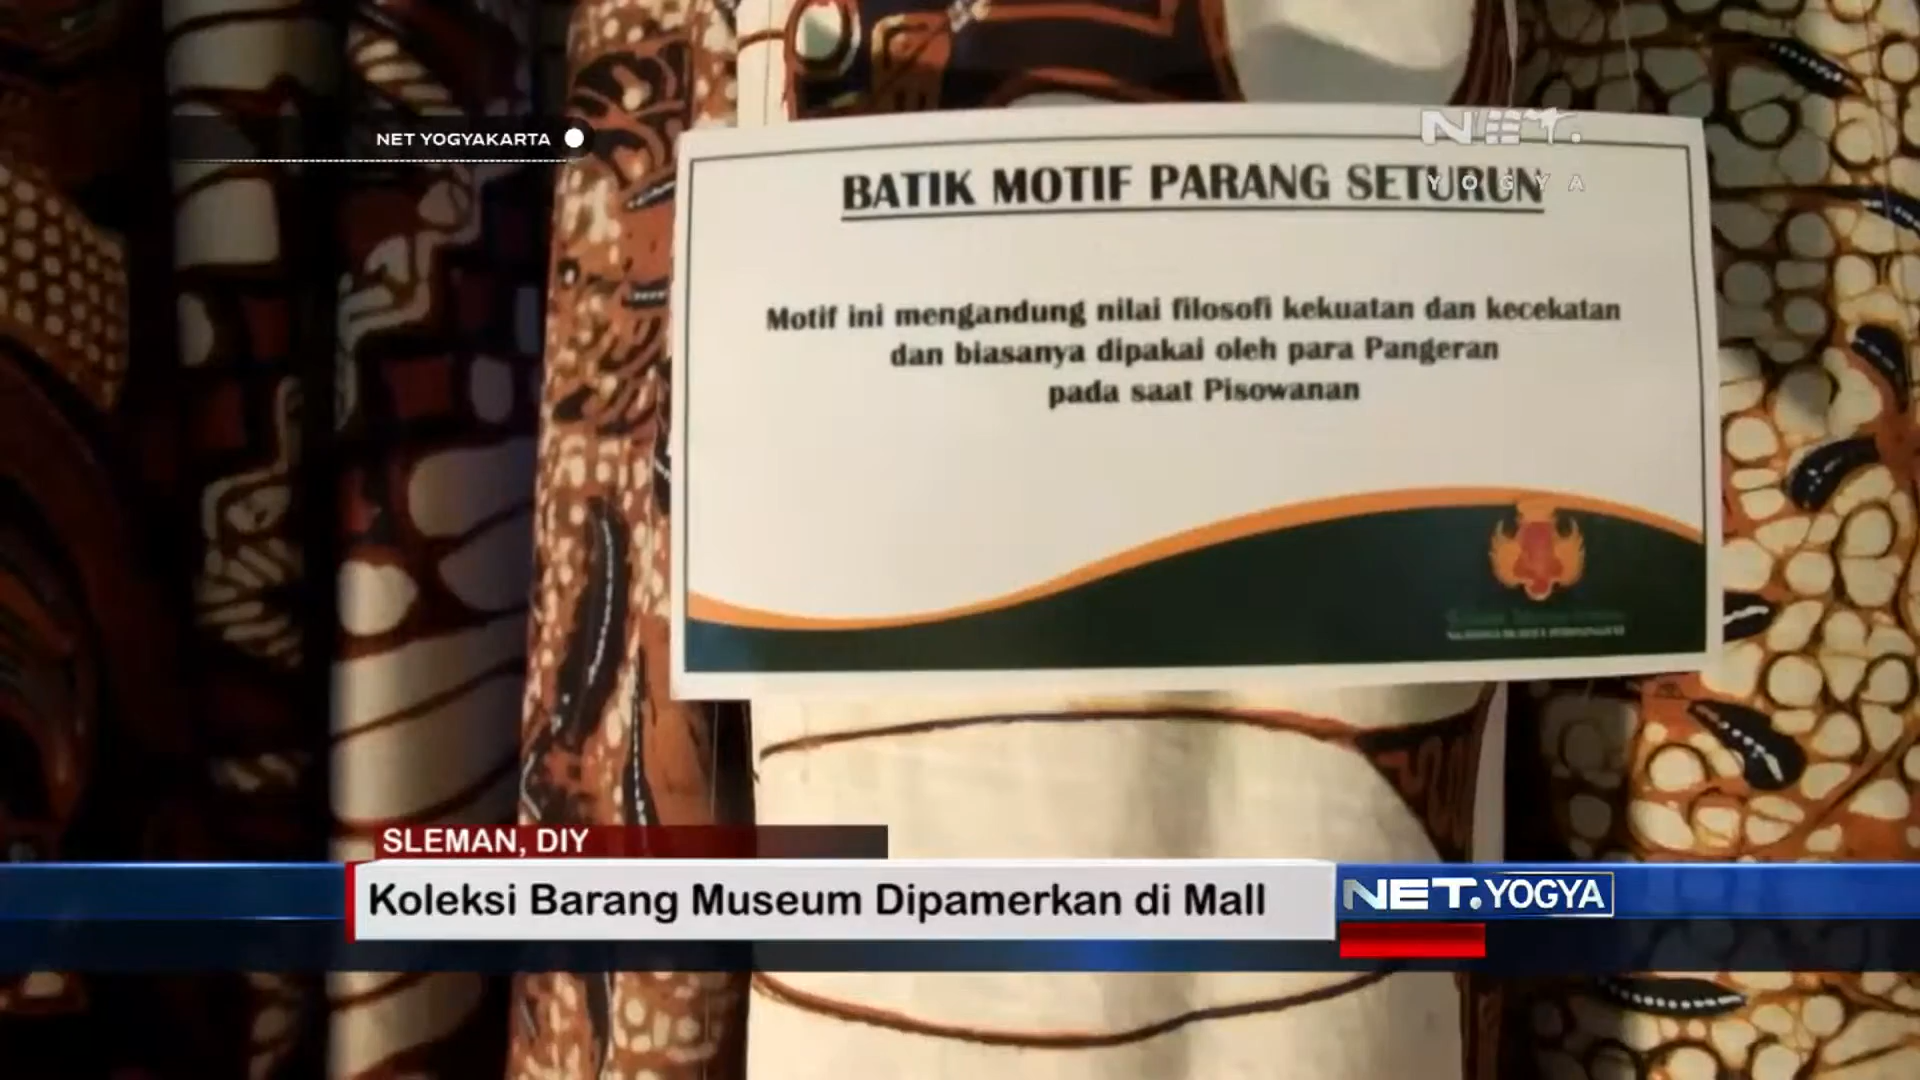 NET YOGYAKARTA
NET.
YOGYA
BATIK MOTIF PARANG SETURUN
Motif ini mengandung nilai filosofi kekuatan dan kecekatan
dan biasanya dipakai oleh para Pangeran
pada saat Pisowanan
SLEMAN, DIY
Koleksi Barang Museum Dipamerkan di Mall
NET.YOGYA